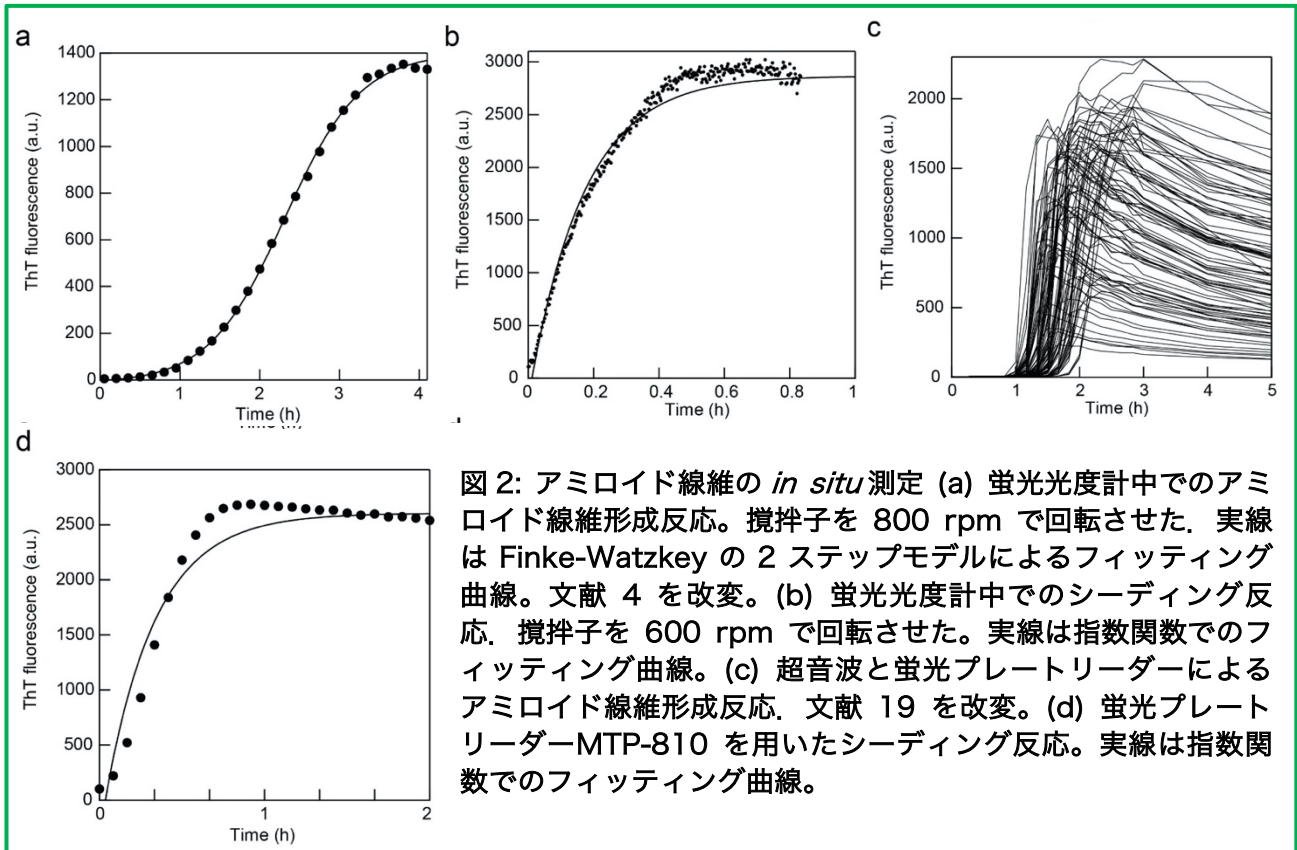 a
1400
1200
1000
800
600
400
200
0
ThT fluorescence (a.u.)
0
1
2
3
4
Time (h)
b
3000
2500
2000
1500
1000
500
0
ThT fluorescence (a.u.)
0
0.2
0.4
0.6
0.8
1
Time (h)
c
2000
1500
1000
500
0
ThT fluorescence (a.u.)
0
1
2
3
4
5
Time (h)
d
3000
2500
2000
1500
1000
500
0
ThT fluorescence (a.u.)
0
1
2
Time (h)
図 2: アミロイド線維の in situ 測定 (a) 蛍光光度計中でのアミ
ロイド線維形成反応。撹拌子を 800 rpm で回転させた．実線
は Finke-Watzkey の 2 ステップモデルによるフィッティング
曲線。文献 4 を改変。(b) 蛍光光度計中でのシーディング反
応．撹拌子を 600 rpm で回転させた。実線は指数関数でのフ
ィッティング曲線。(c) 超音波と蛍光プレートリーダーによる
アミロイド線維形成反応．文献 19 を改変。(d) 蛍光プレート
リーダーMTP-810 を用いたシーディング反応。実線は指数関
数でのフィッティング曲線。